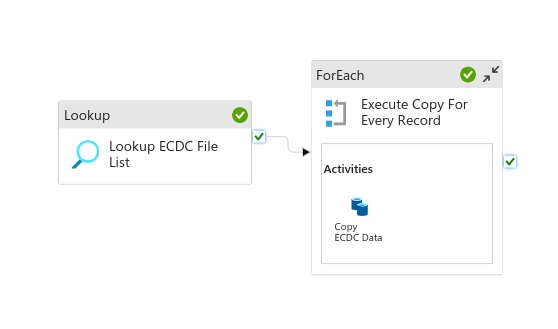 Lookup
Lookup ECDC File
List
ForEach
Execute Copy For
Every Record
Activities
Copy
ECDC Data